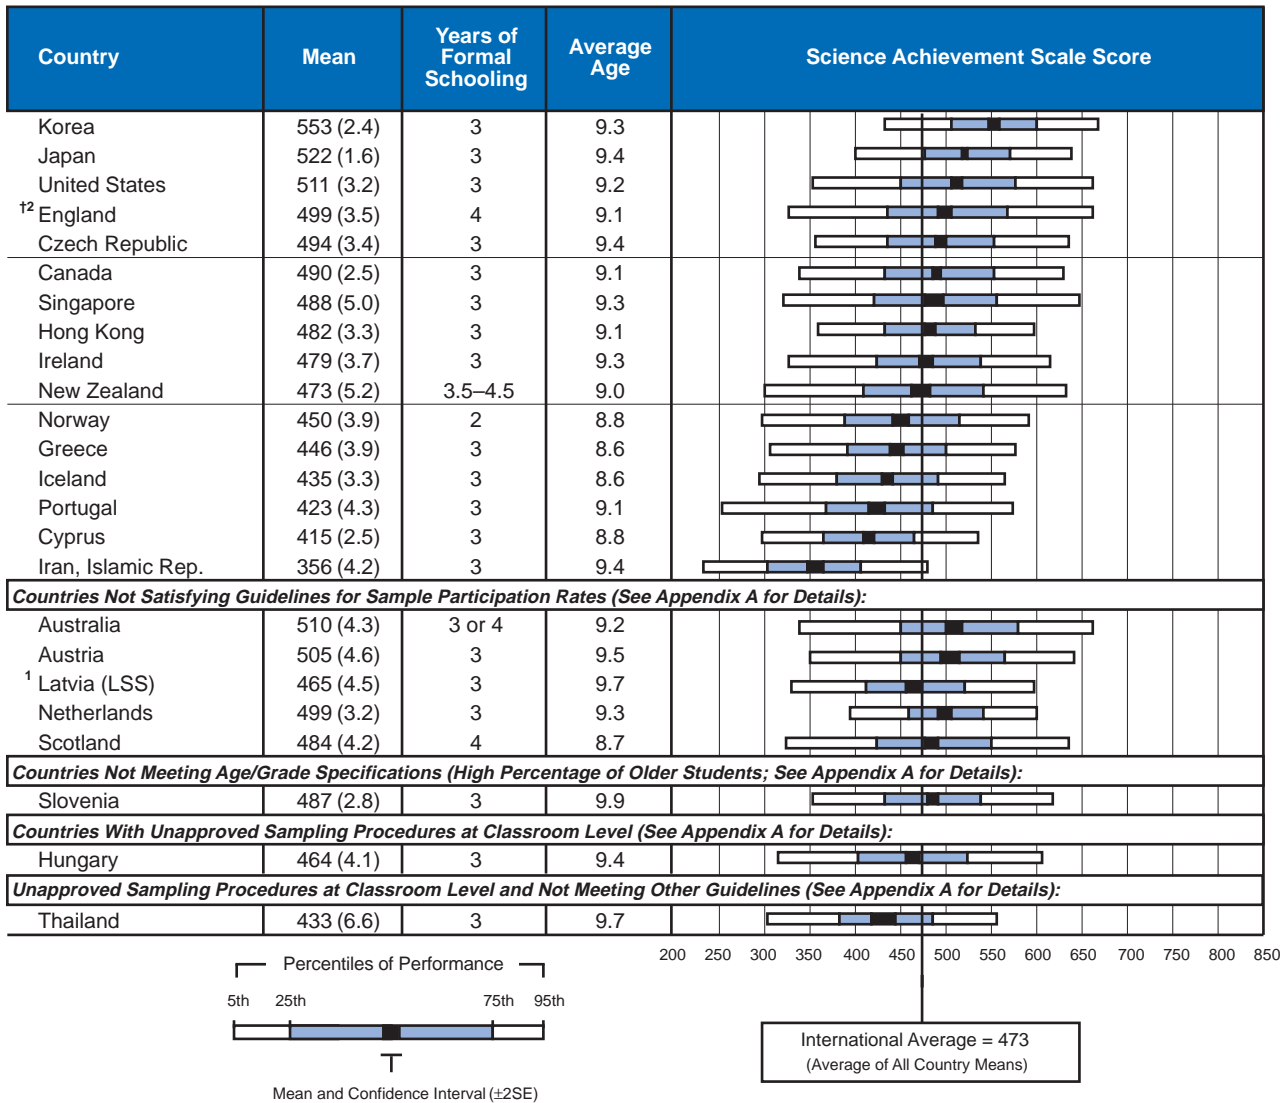 Country Mean Years of Formal Schooling Average Age Science Achievement Scale Score
Korea 553 (2.4) 3 9.3
Japan 522 (1.6) 3 9.4
United States 511 (3.2) 3 9.2
†2 England 499 (3.5) 4 9.1
Czech Republic 494 (3.4) 3 9.4
Canada 490 (2.5) 3 9.1
Singapore 488 (5.0) 3 9.3
Hong Kong 482 (3.3) 3 9.1
Ireland 479 (3.7) 3 9.3
New Zealand 473 (5.2) 3.5–4.5 9.0
Norway 450 (3.9) 2 8.8
Greece 446 (3.9) 3 8.6
Iceland 435 (3.3) 3 8.6
Portugal 423 (4.3) 3 9.1
Cyprus 415 (2.5) 3 8.8
Iran, Islamic Rep. 356 (4.2) 3 9.4
Countries Not Satisfying Guidelines for Sample Participation Rates (See Appendix A for Details):
Australia 510 (4.3) 3 or 4 9.2
Austria 505 (4.6) 3 9.5
1 Latvia (LSS) 465 (4.5) 3 9.7
Netherlands 499 (3.2) 3 9.3
Scotland 484 (4.2) 4 8.7
Countries Not Meeting Age/Grade Specifications (High Percentage of Older Students; See Appendix A for Details):
Slovenia 487 (2.8) 3 9.9
Countries With Unapproved Sampling Procedures at Classroom Level (See Appendix A for Details):
Hungary 464 (4.1) 3 9.4
Unapproved Sampling Procedures at Classroom Level and Not Meeting Other Guidelines (See Appendix A for Details):
Thailand 433 (6.6) 3 9.7
200 250 300 350 400 450 500 550 600 650 700 750 800 850
Percentiles of Performance
5th 25th 75th 95th
Mean and Confidence Interval (±2SE)
International Average = 473
(Average of All Country Means)